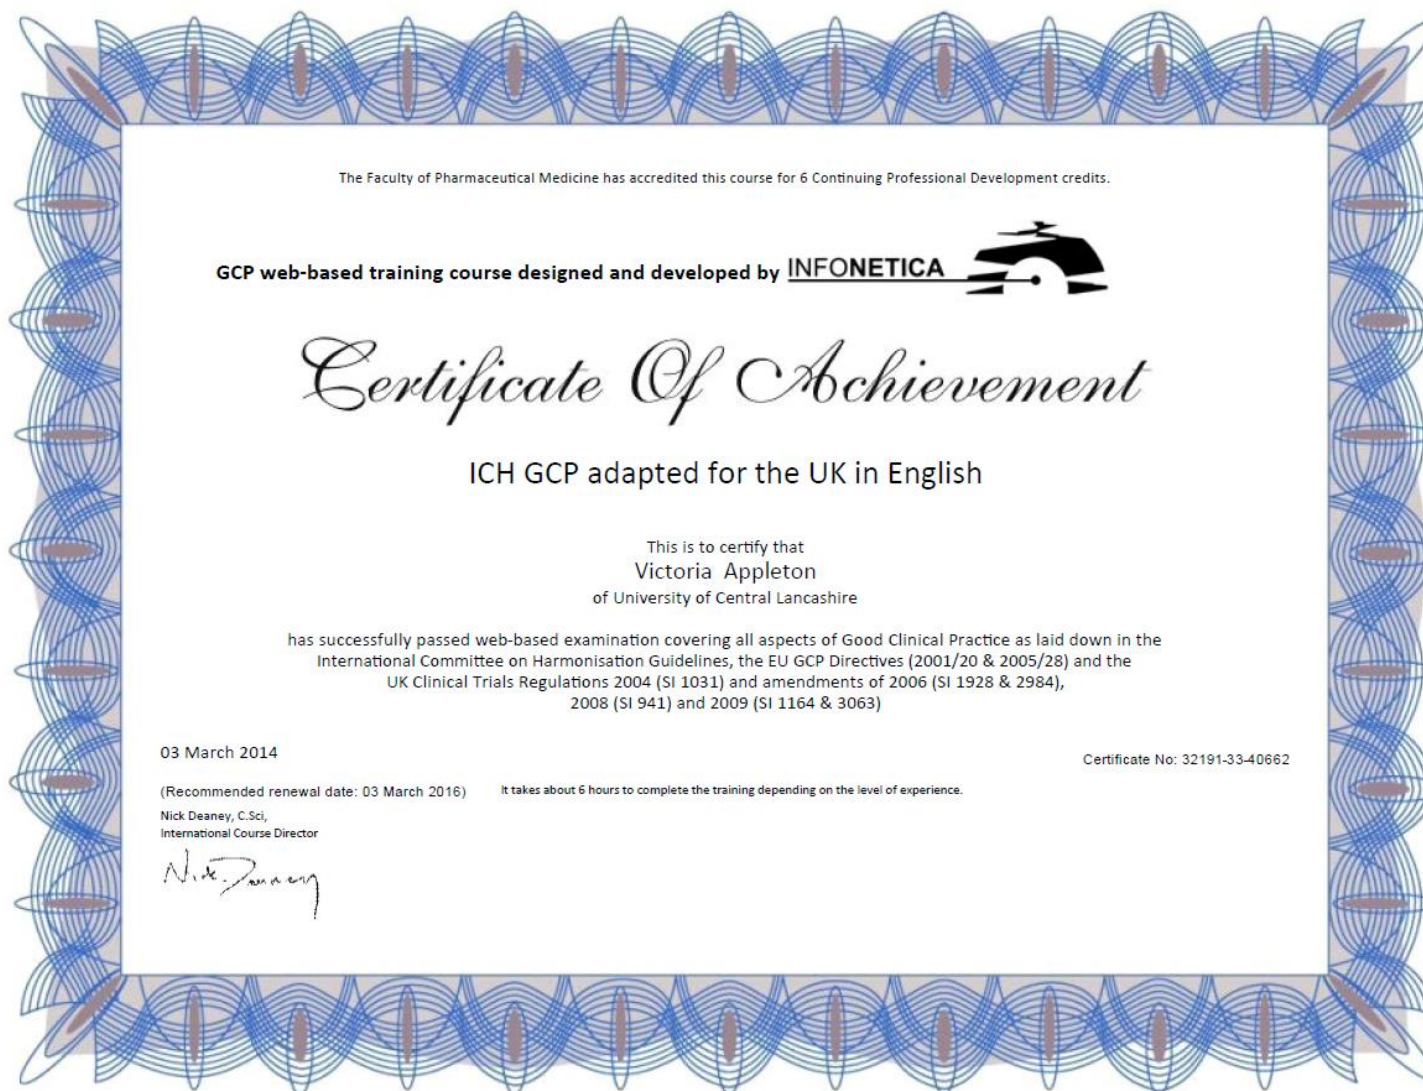 The Faculty of Pharmaceutical Medicine has accredited this course for 6 Continuing Professional Development credits.
GCP web-based training course designed and developed by INFONETICA
Certificate Of Achievement
ICH GCP adapted for the UK in English
This is to certify that
Victoria Appleton
of University of Central Lancashire
has successfully passed web-based examination covering all aspects of Good Clinical Practice as laid down in the
International Committee on Harmonisation Guidelines, the EU GCP Directives (2001/20 & 2005/28) and the
UK Clinical Trials Regulations 2004 (SI 1031) and amendments of 2006 (SI 1928 & 2984),
2008 (SI 941) and 2009 (SI 1164 & 3063)
03 March 2014
Certificate No: 32191-33-40662
(Recommended renewal date: 03 March 2016) It takes about 6 hours to complete the training depending on the level of experience.
Nick Deaney, C.Sci,
International Course Director
Nick Deaney